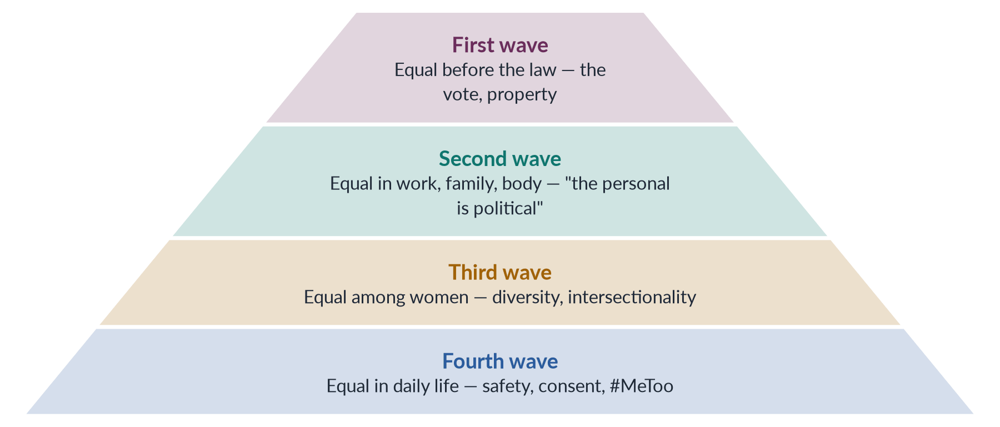 First wave
Equal before the law — the
vote, property
Second wave
Equal in work, family, body — "the personal
is political"
Third wave
Equal among women — diversity, intersectionality
Fourth wave
Equal in daily life — safety, consent, #MeToo